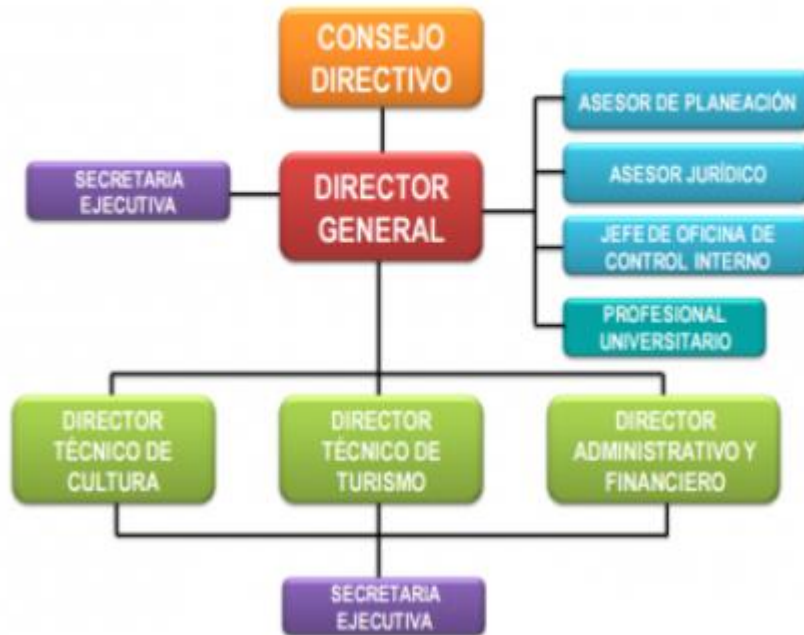 CONSEJO
DIRECTIVO
ASESOR DE PLANEACIÓN
SECRETARIA
EJECUTIVA
DIRECTOR
GENERAL
ASESOR JURÍDICO
JEFE DE OFICINA DE
CONTROL INTERNO
PROFESIONAL
UNIVERSITARIO
DIRECTOR
TÉCNICO DE
CULTURA
DIRECTOR
TÉCNICO DE
TURISMO
DIRECTOR
ADMINISTRATIVO Y
FINANCIERO
SECRETARIA
EJECUTIVA